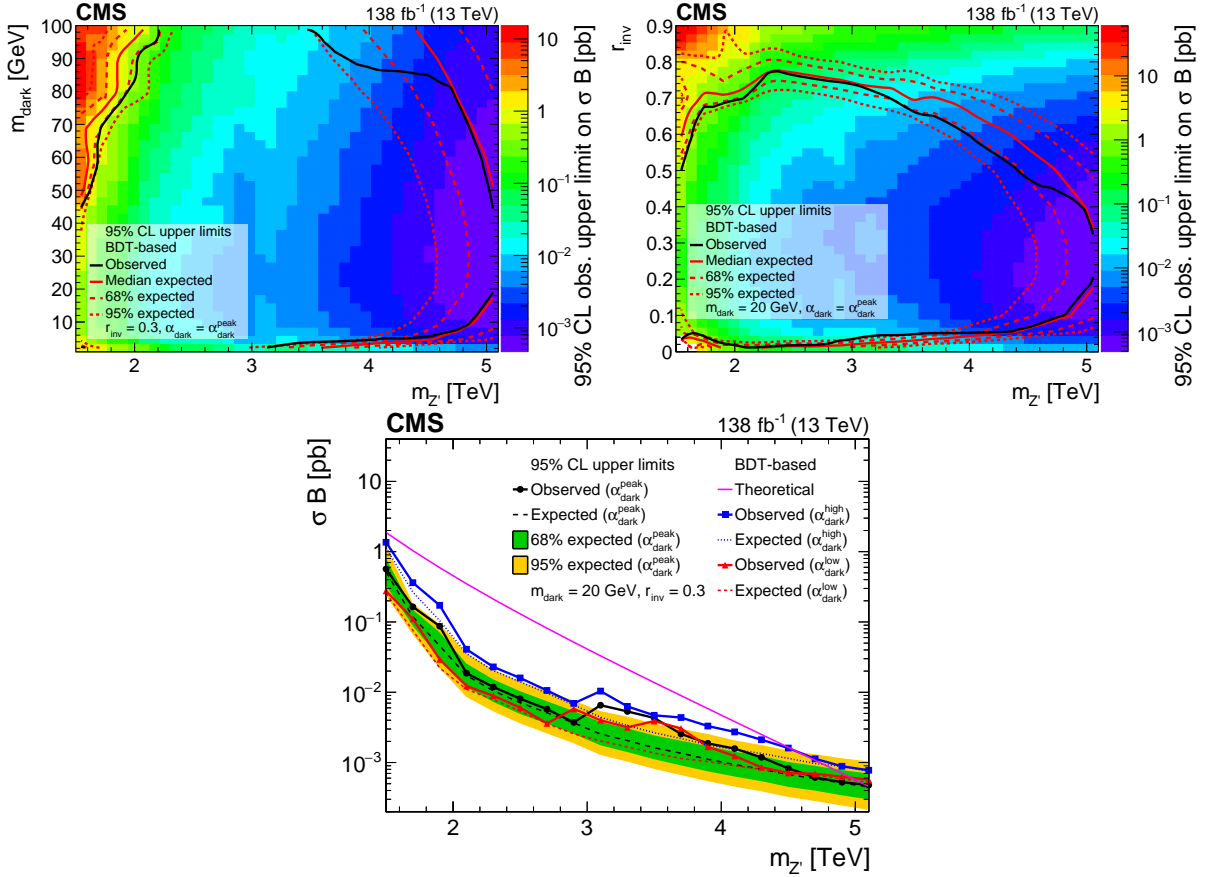 CMS 138 fb⁻¹ (13 TeV)
m_dark [GeV]
100
90
80
70
60
50
40
30
20
10
95% CL upper limits
BDT-based
Observed
Median expected
68% expected
95% expected
r_inv = 0.3, α_dark = α_dark^peak
2 3 4 5
m_Z' [TeV]
10
1
10⁻¹
10⁻²
10⁻³
95% CL obs. upper limit on σ B [pb]
CMS 138 fb⁻¹ (13 TeV)
r_inv
0.9
0.8
0.7
0.6
0.5
0.4
0.3
0.2
0.1
0
95% CL upper limits
BDT-based
Observed
Median expected
68% expected
95% expected
m_dark = 20 GeV, α_dark = α_dark^peak
2 3 4 5
m_Z' [TeV]
10
1
10⁻¹
10⁻²
10⁻³
95% CL obs. upper limit on σ B [pb]
CMS 138 fb⁻¹ (13 TeV)
σ B [pb]
10
1
10⁻¹
10⁻²
10⁻³
95% CL upper limits
Observed (α_dark^peak)
Expected (α_dark^peak)
68% expected (α_dark^peak)
95% expected (α_dark^peak)
m_dark = 20 GeV, r_inv = 0.3
BDT-based
Theoretical
Observed (α_dark^high)
Expected (α_dark^high)
Observed (α_dark^low)
Expected (α_dark^low)
2 3 4 5
m_Z' [TeV]